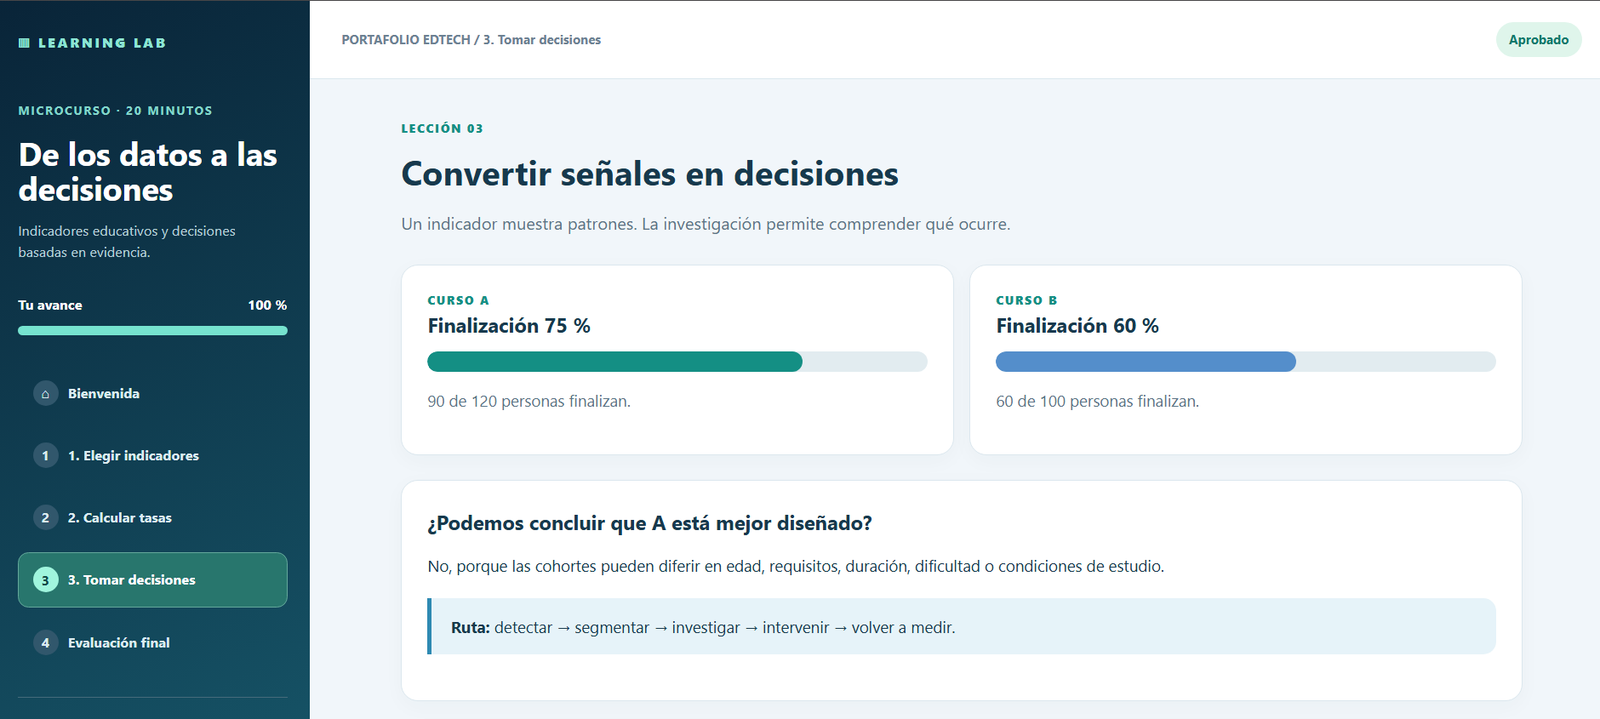 LEARNING LAB
MICROCURSO · 20 MINUTOS
De los datos a las
decisiones
Indicadores educativos y decisiones
basadas en evidencia.
Tu avance 100 %
⌂ Bienvenida
1 1. Elegir indicadores
2 2. Calcular tasas
3 3. Tomar decisiones
4 Evaluación final
PORTAFOLIO EDTECH / 3. Tomar decisiones
Aprobado
LECCIÓN 03
Convertir señales en decisiones
Un indicador muestra patrones. La investigación permite comprender qué ocurre.
CURSO A
Finalización 75 %
90 de 120 personas finalizan.
CURSO B
Finalización 60 %
60 de 100 personas finalizan.
¿Podemos concluir que A está mejor diseñado?
No, porque las cohortes pueden diferir en edad, requisitos, duración, dificultad o condiciones de estudio.
Ruta: detectar → segmentar → investigar → intervenir → volver a medir.